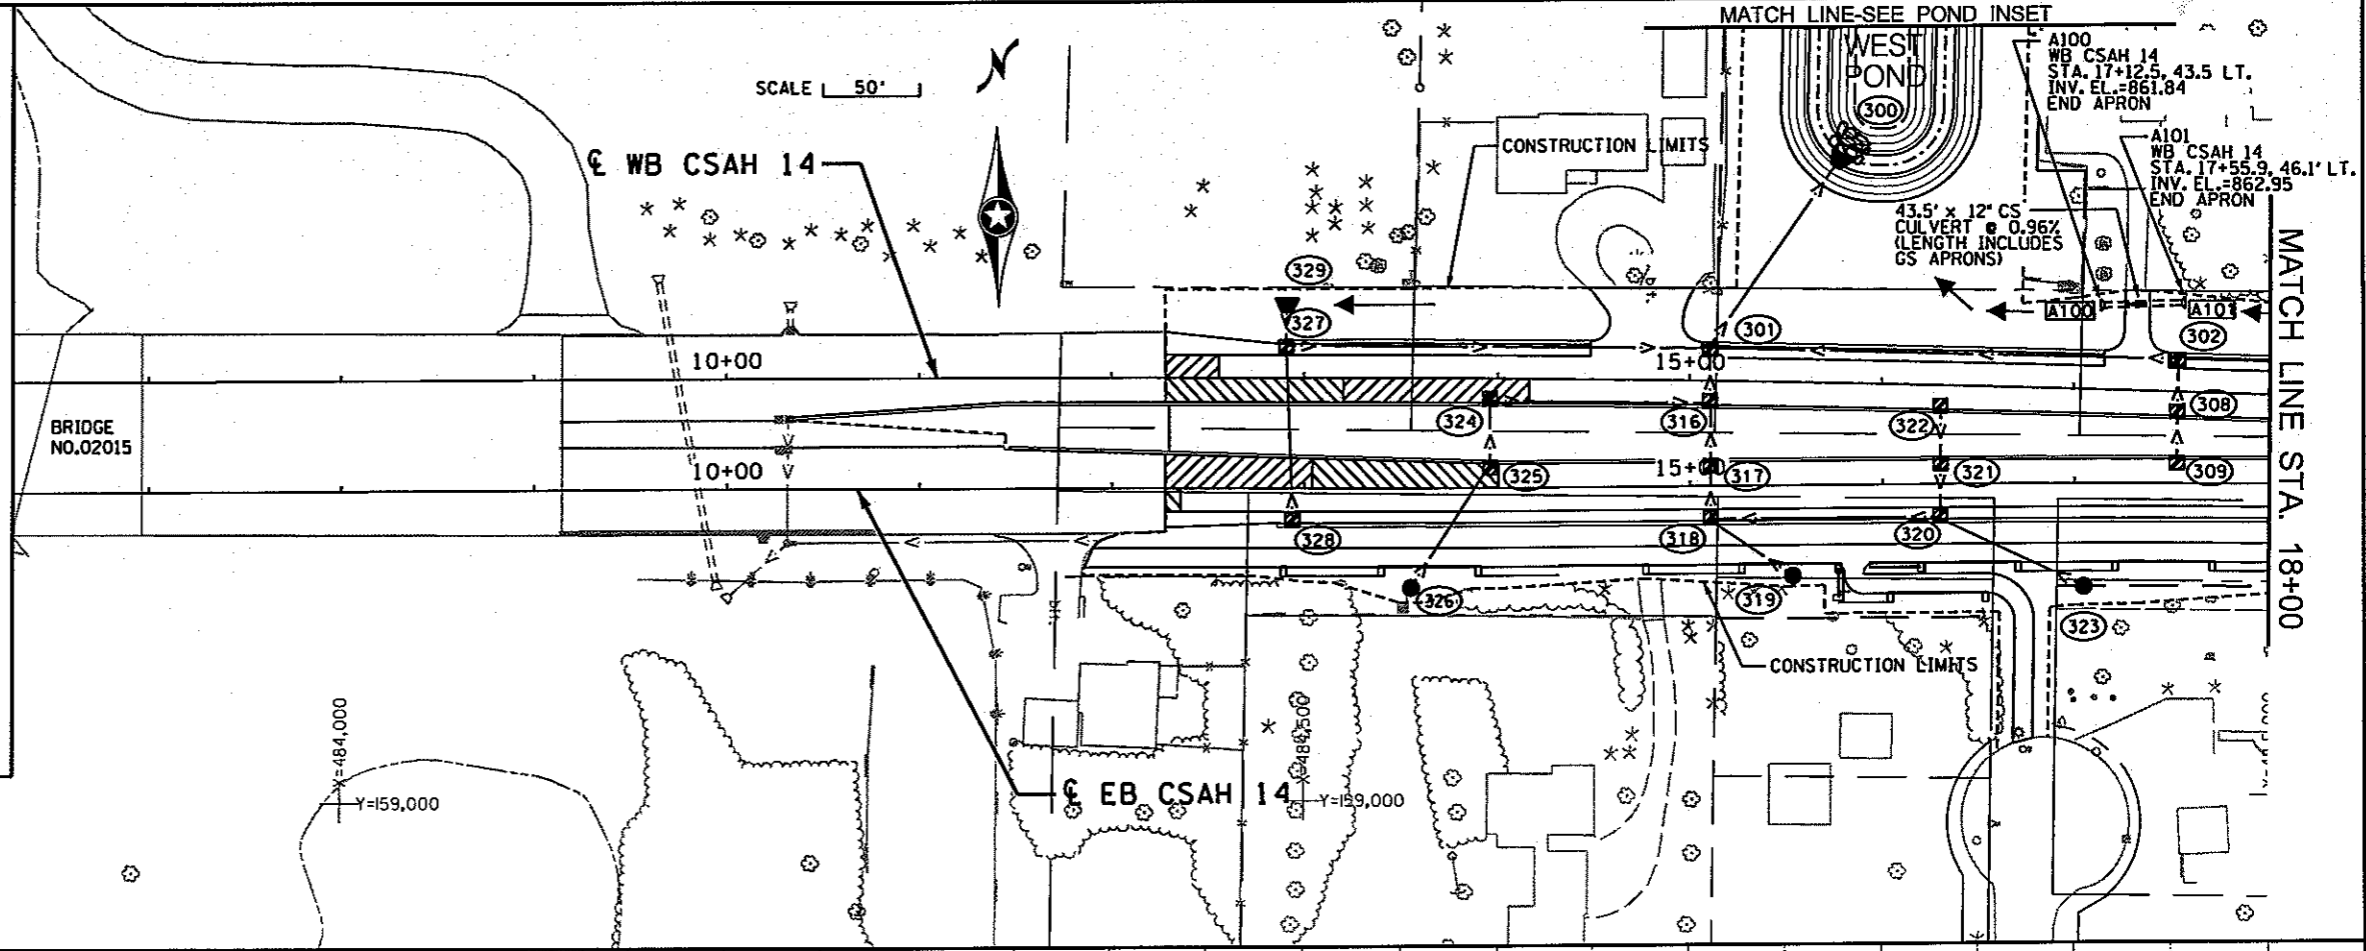 MATCH LINE-SEE POND INSET
WEST
POND
300
A100
WB CSAH 14
STA. 17+12.5, 43.5 LT.
INV. EL.=861.84
END APRON
A101
WB CSAH 14
STA. 17+55.9, 46.1' LT.
INV. EL.=862.95
END APRON
SCALE 50'
N
℄ WB CSAH 14
CONSTRUCTION LIMITS
43.5' x 12" CS
CULVERT @ 0.96%
(LENGTH INCLUDES
GS APRONS)
329
327
301
A100
A101
302
10+00
15+00
BRIDGE
NO.02015
324
316
322
308
10+00
325
15+00
317
321
309
328
318
320
326
319
323
MATCH LINE STA. 18+00
CONSTRUCTION LIMITS
X=484,000
Y=159,000
℄ EB CSAH 14
X=484,500
Y=159,000